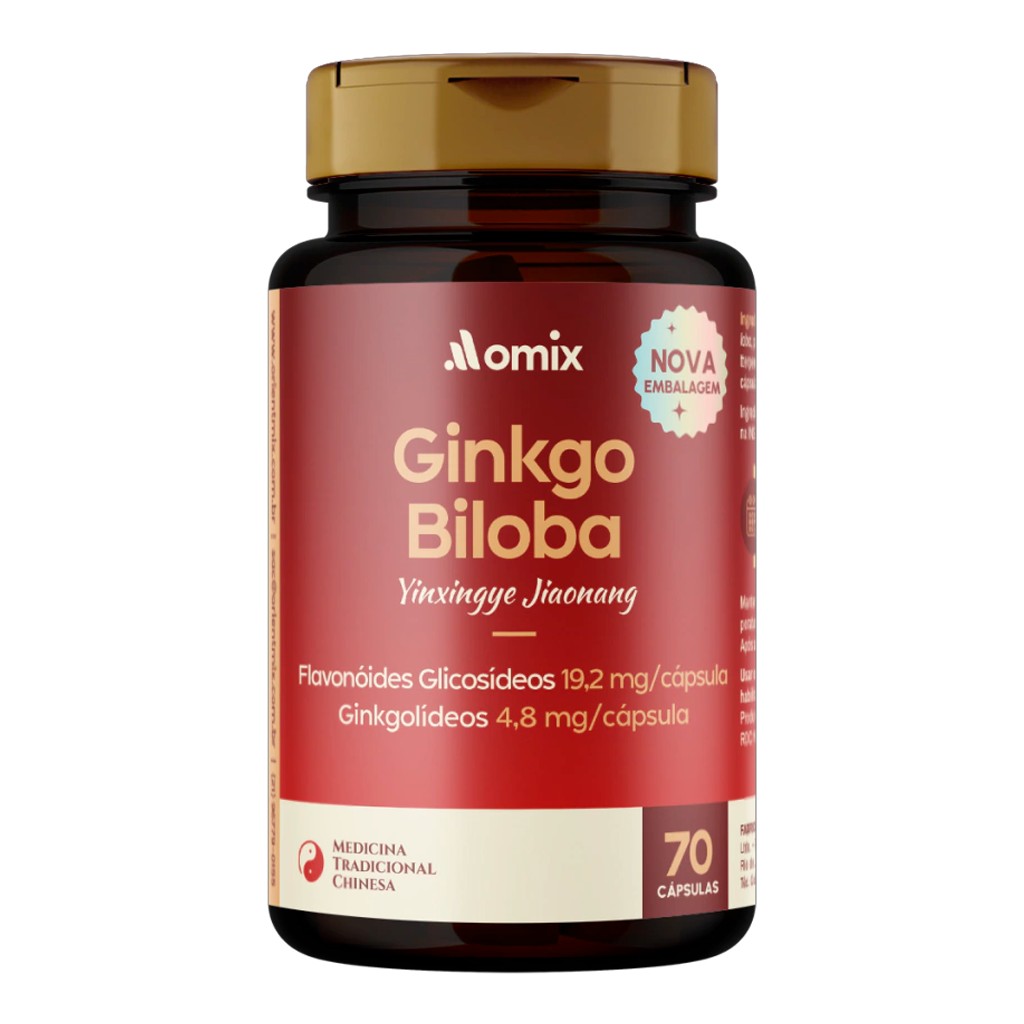 omix
NOVA
EMBALAGEM
Ginkgo
Biloba
Yinxingye Jiaonang
Flavonóides Glicosídeos 19,2 mg/cápsula
Ginkgolídeos 4,8 mg/cápsula
MEDICINA
TRADICIONAL
CHINESA
70
CÁPSULAS